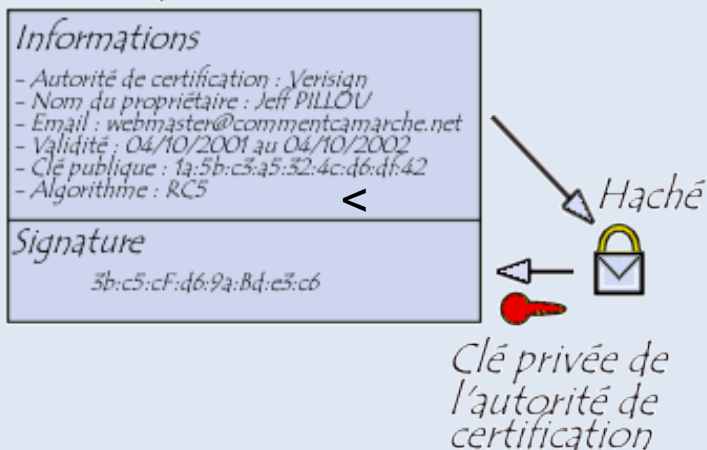 Informations
- Autorité de certification : Verisign
- Nom du propriétaire : Jeff PILLOU
- Email : webmaster@commentcamarche.net
- Validité : 04/10/2001 au 04/10/2002
- Clé publique : 1a:5b:c3:a5:32:4c:d6:df:42
- Algorithme : RC5
<
Haché
Signature
3b:c5:cF:d6:9a:Bd:e3:c6
Clé privée de
l'autorité de
certification